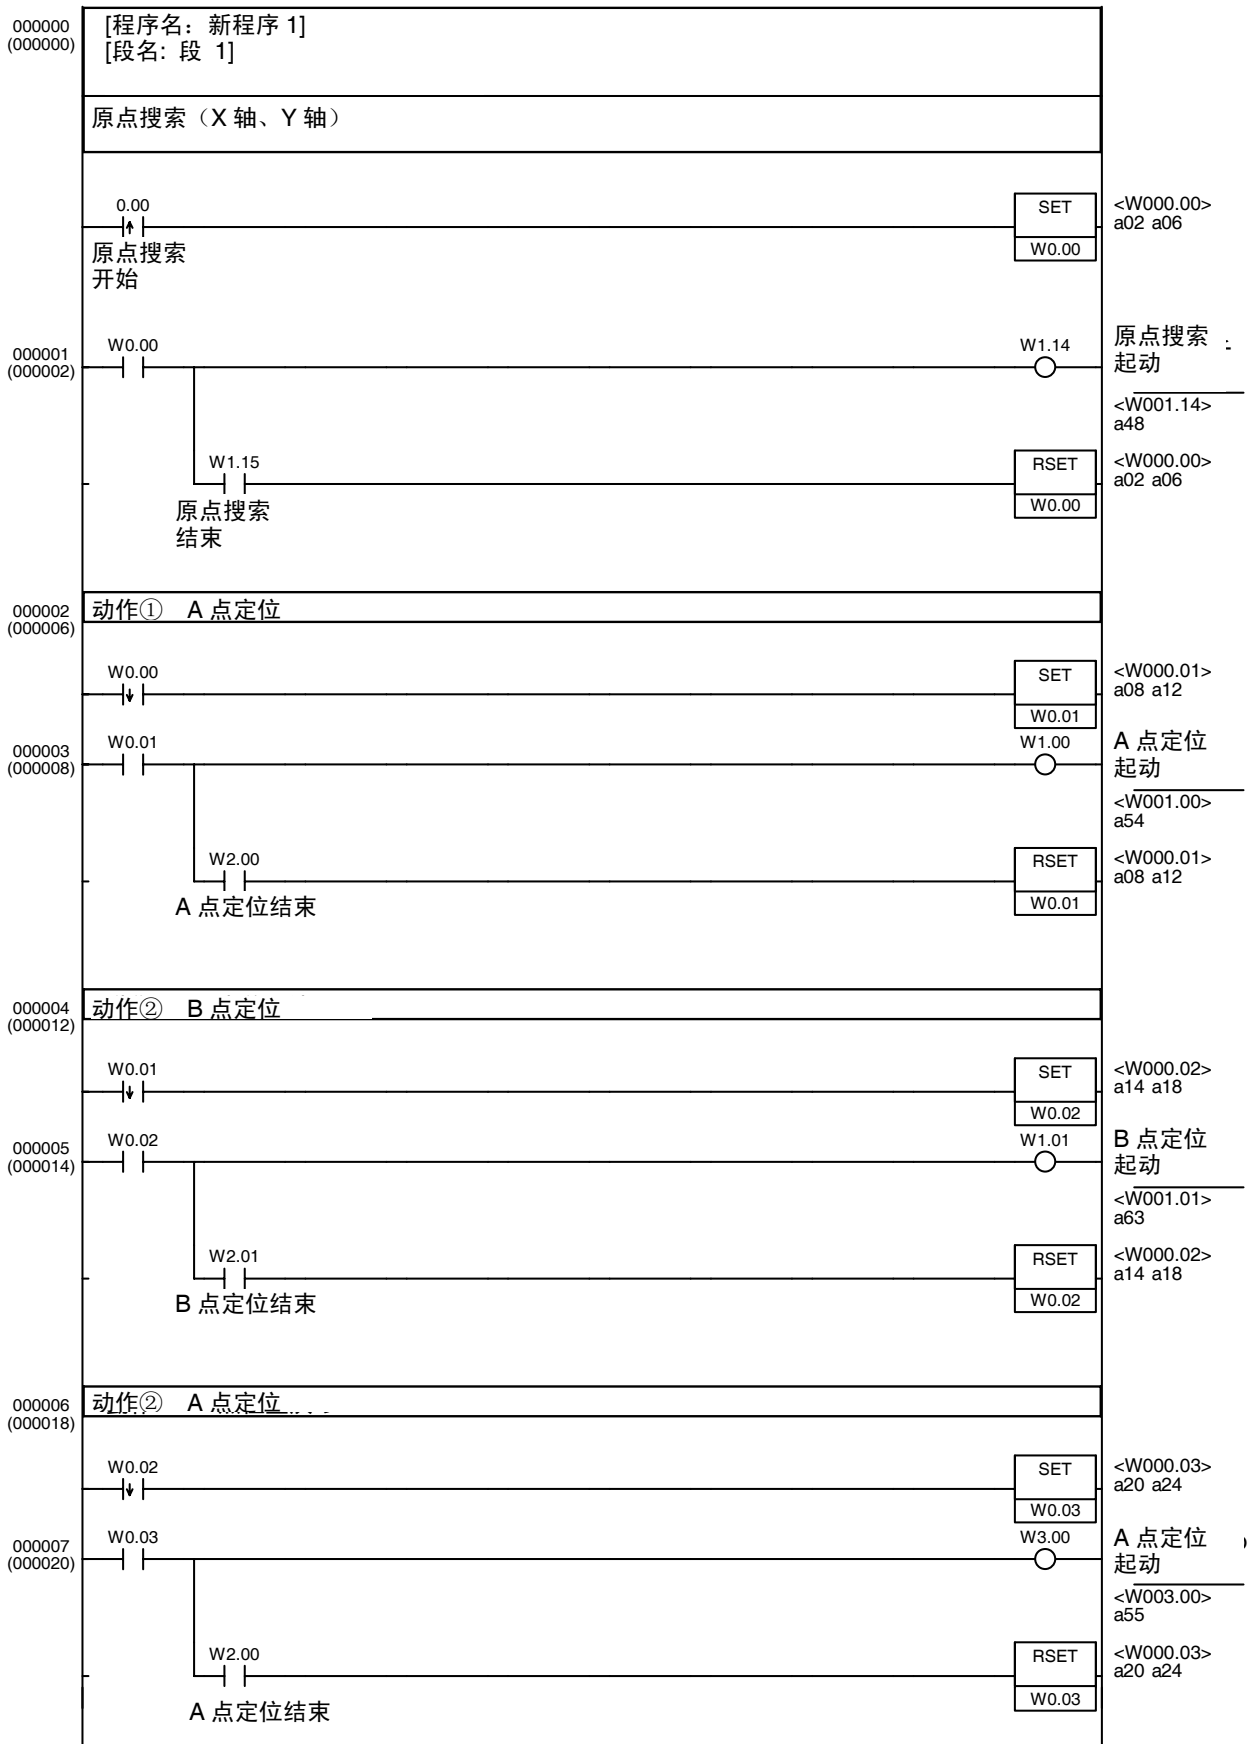 000000
(000000)
[程序名：新程序 1]
[段名: 段 1]
原点搜索（X 轴、Y 轴）
0.00
原点搜索
开始
SET
W0.00
<W000.00>
a02 a06
000001
(000002)
W0.00
W1.14
原点搜索
起动
<W001.14>
a48
W1.15
原点搜索
结束
RSET
W0.00
<W000.00>
a02 a06
000002
(000006)
动作① A 点定位
W0.00
SET
W0.01
<W000.01>
a08 a12
000003
(000008)
W0.01
W1.00
A 点定位
起动
<W001.00>
a54
W2.00
A 点定位结束
RSET
W0.01
<W000.01>
a08 a12
000004
(000012)
动作② B 点定位
W0.01
SET
W0.02
<W000.02>
a14 a18
000005
(000014)
W0.02
W1.01
B 点定位
起动
<W001.01>
a63
W2.01
B 点定位结束
RSET
W0.02
<W000.02>
a14 a18
000006
(000018)
动作② A 点定位
W0.02
SET
W0.03
<W000.03>
a20 a24
000007
(000020)
W0.03
W3.00
A 点定位
起动
<W003.00>
a55
W2.00
A 点定位结束
RSET
W0.03
<W000.03>
a20 a24